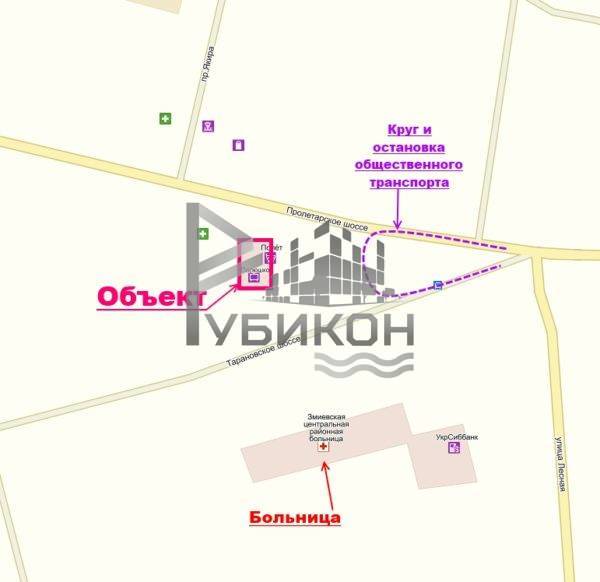 пр.Якира
Круг и
остановка
общественного
транспорта
Пролетарское шоссе
Полёт
Объект
РУБИКОН
Тарановское шоссе
Змиевская
центральная
районная
больница
УкрСиббанк
улица Лесная
Больница